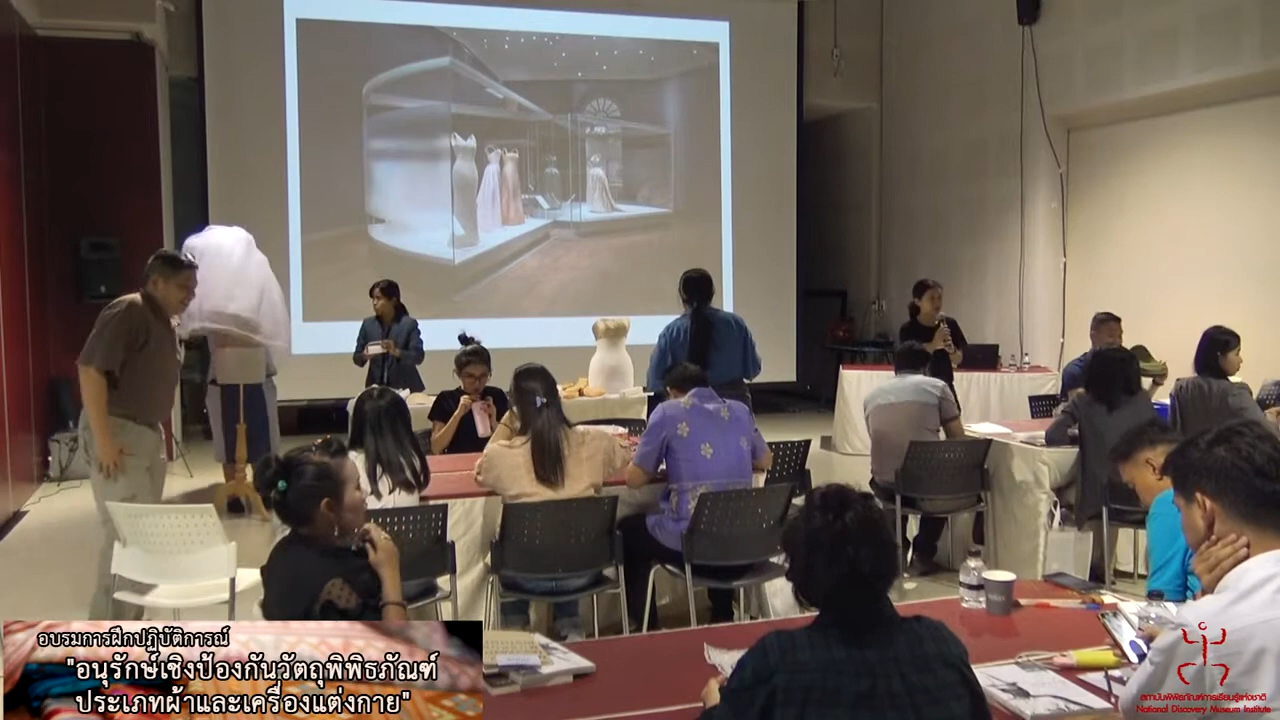 อบรมการฝึกปฏิบัติการ
"อนุรักษ์เชิงป้องกันวัตถุพิพิธภัณฑ์
ประเภทผ้าและเครื่องแต่งกาย"
สถาบันพิพิธภัณฑ์การเรียนรู้แห่งชาติ
National Discovery Museum Institute